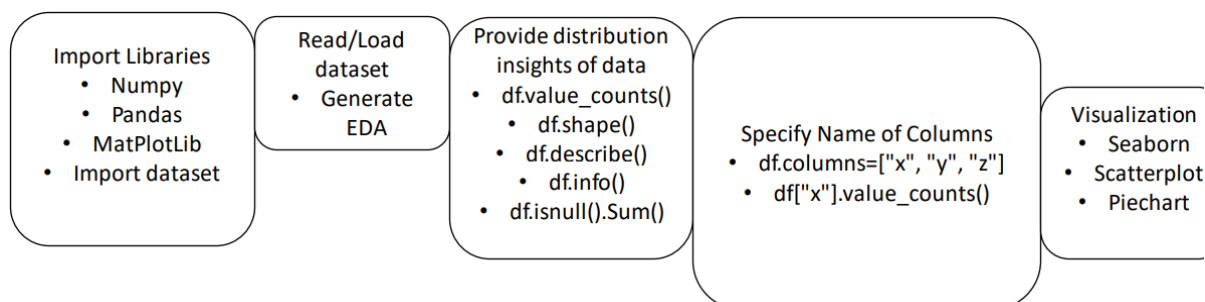 Import Libraries
• Numpy
• Pandas
• MatPlotLib
• Import dataset
Read/Load
dataset
• Generate
EDA
Provide distribution
insights of data
• df.value_counts()
• df.shape()
• df.describe()
• df.info()
• df.isnull().Sum()
Specify Name of Columns
• df.columns=["x", "y", "z"]
• df["x"].value_counts()
Visualization
• Seaborn
• Scatterplot
• Piechart